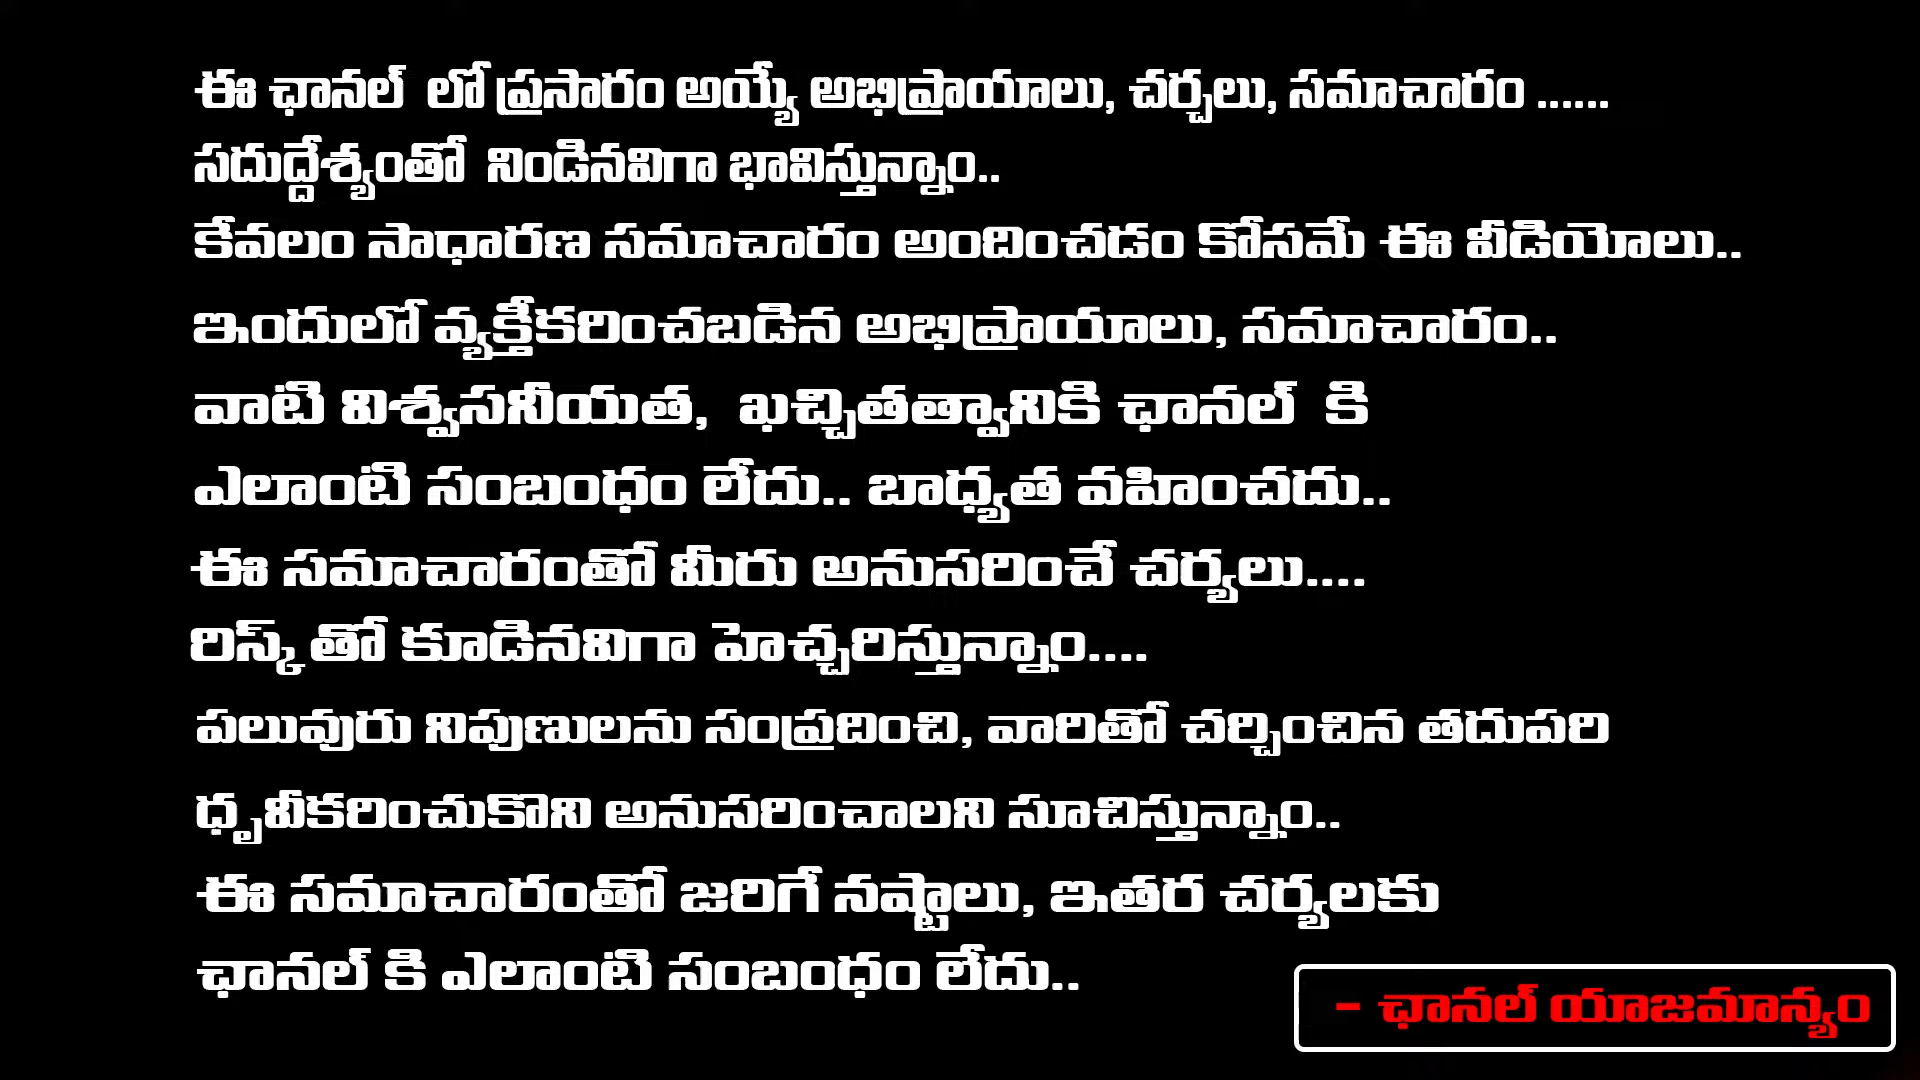 ఈ ఛానల్ లో ప్రసారం అయ్యే అభిప్రాయాలు, చర్చలు, సమాచారం ......
సదుద్దేశ్యంతో నిండినవిగా భావిస్తున్నాం..
కేవలం సాధారణ సమాచారం అందించడం కోసమే ఈ వీడియోలు..
ఇందులో వ్యక్తీకరించబడిన అభిప్రాయాలు, సమాచారం..
వాటి విశ్వసనీయత, ఖచ్చితత్వానికి ఛానల్ కి
ఎలాంటి సంబంధం లేదు.. బాధ్యత వహించదు..
ఈ సమాచారంతో మీరు అనుసరించే చర్యలు....
రిస్క్ తో కూడినవిగా హెచ్చరిస్తున్నాం....
పలువురు నిపుణులను సంప్రదించి, వారితో చర్చించిన తదుపరి
ధృవీకరించుకొని అనుసరించాలని సూచిస్తున్నాం..
ఈ సమాచారంతో జరిగే నష్టాలు, ఇతర చర్యలకు
ఛానల్ కి ఎలాంటి సంబంధం లేదు..
- ఛానల్ యాజమాన్యం